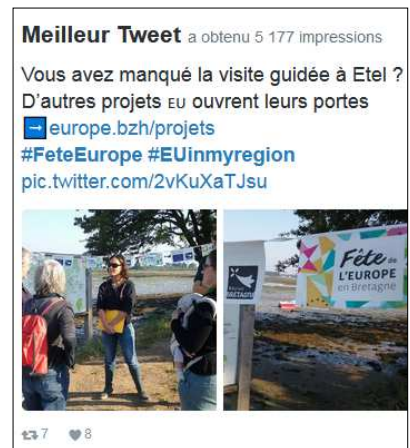 Meilleur Tweet a obtenu 5 177 impressions
Vous avez manqué la visite guidée à Etel ?
D'autres projets EU ouvrent leurs portes
➡europe.bzh/projets
#FeteEurope #EUinmyregion
pic.twitter.com/2vKuXaTJsu
BRETAGNE
Fête de
L'EUROPE
en Bretagne
7 8